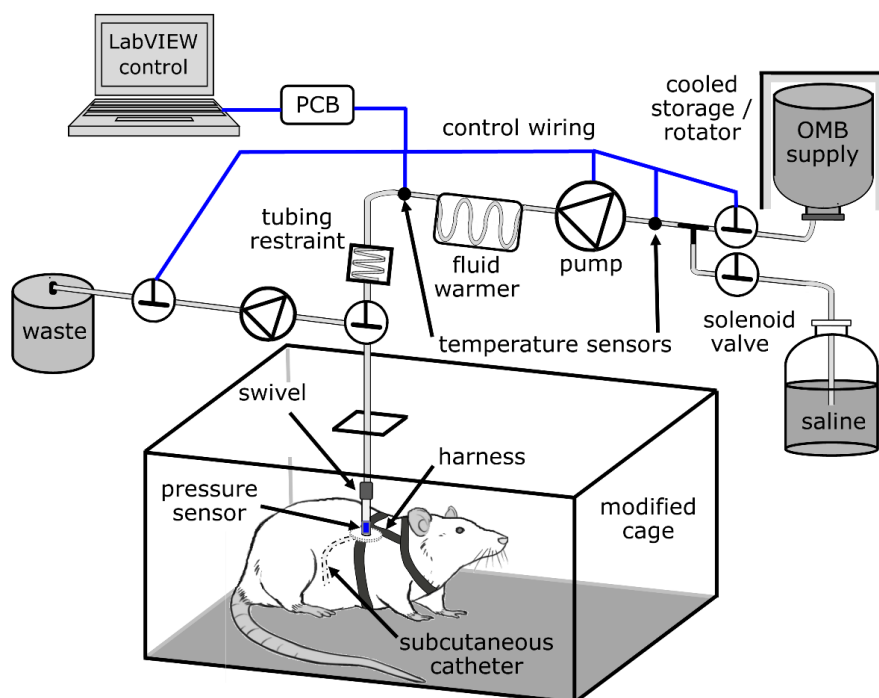 LabVIEW
control
PCB
control wiring
cooled
storage /
rotator
OMB
supply
tubing
restraint
fluid
warmer
pump
waste
temperature sensors
solenoid
valve
saline
swivel
harness
pressure
sensor
modified
cage
subcutaneous
catheter